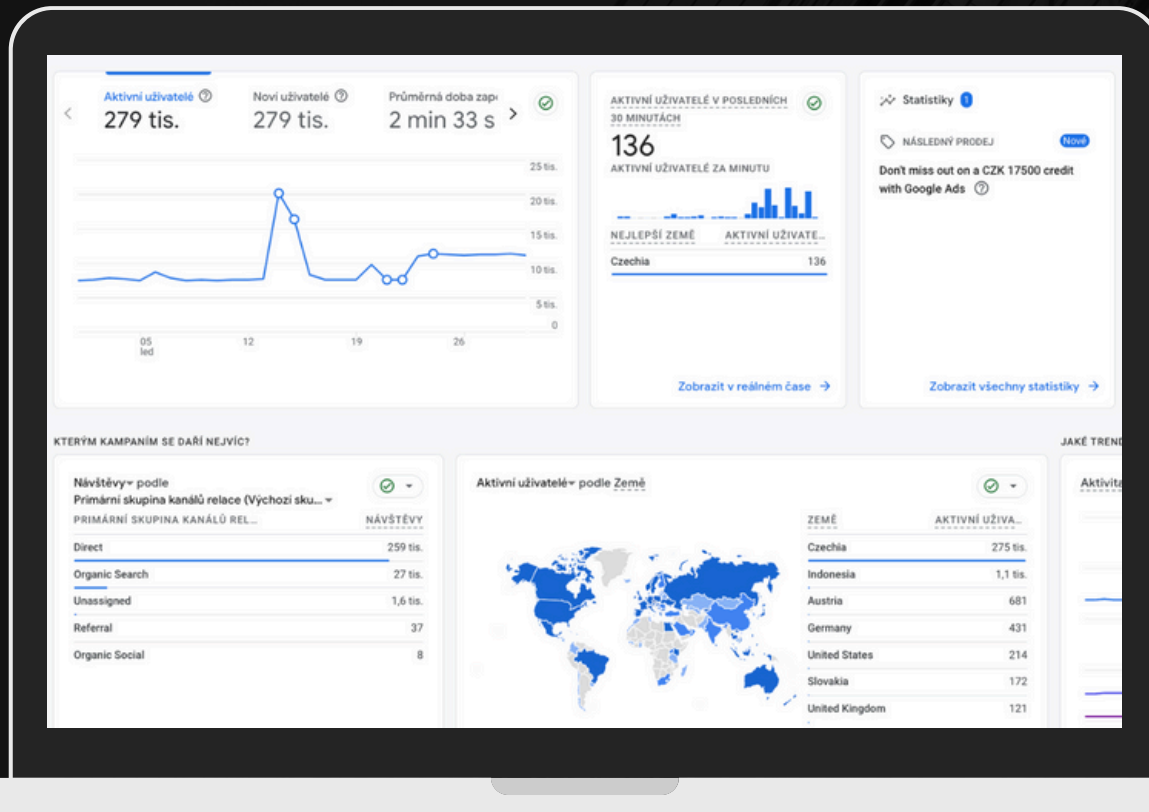 Aktivní uživatelé
279 tis.
Noví uživatelé
279 tis.
Průměrná doba zapo
2 min 33 s
25 tis.
20 tis.
15 tis.
10 tis.
5 tis.
0
05
led
12
19
26
AKTIVNÍ UŽIVATELÉ V POSLEDNÍCH
30 MINUTÁCH
136
AKTIVNÍ UŽIVATELÉ ZA MINUTU
NEJLEPŠÍ ZEMĚ AKTIVNÍ UŽIVATE...
Czechia 136
Zobrazit v reálném čase
Statistiky 1
NÁSLEDNÝ PRODEJ Nové
Don't miss out on a CZK 17500 credit
with Google Ads
Zobrazit všechny statistiky
KTERÝM KAMPANÍM SE DAŘÍ NEJVÍC?
Návštěvy podle
Primární skupina kanálů relace (Výchozí sku...
PRIMÁRNÍ SKUPINA KANÁLŮ REL... NÁVŠTĚVY
Direct 259 tis.
Organic Search 27 tis.
Unassigned 1,6 tis.
Referral 37
Organic Social 8
Aktivní uživatelé podle Země
ZEMĚ AKTIVNÍ UŽIVA...
Czechia 275 tis.
Indonesia 1,1 tis.
Austria 681
Germany 431
United States 214
Slovakia 172
United Kingdom 121
JAKÉ TREND
Aktivita